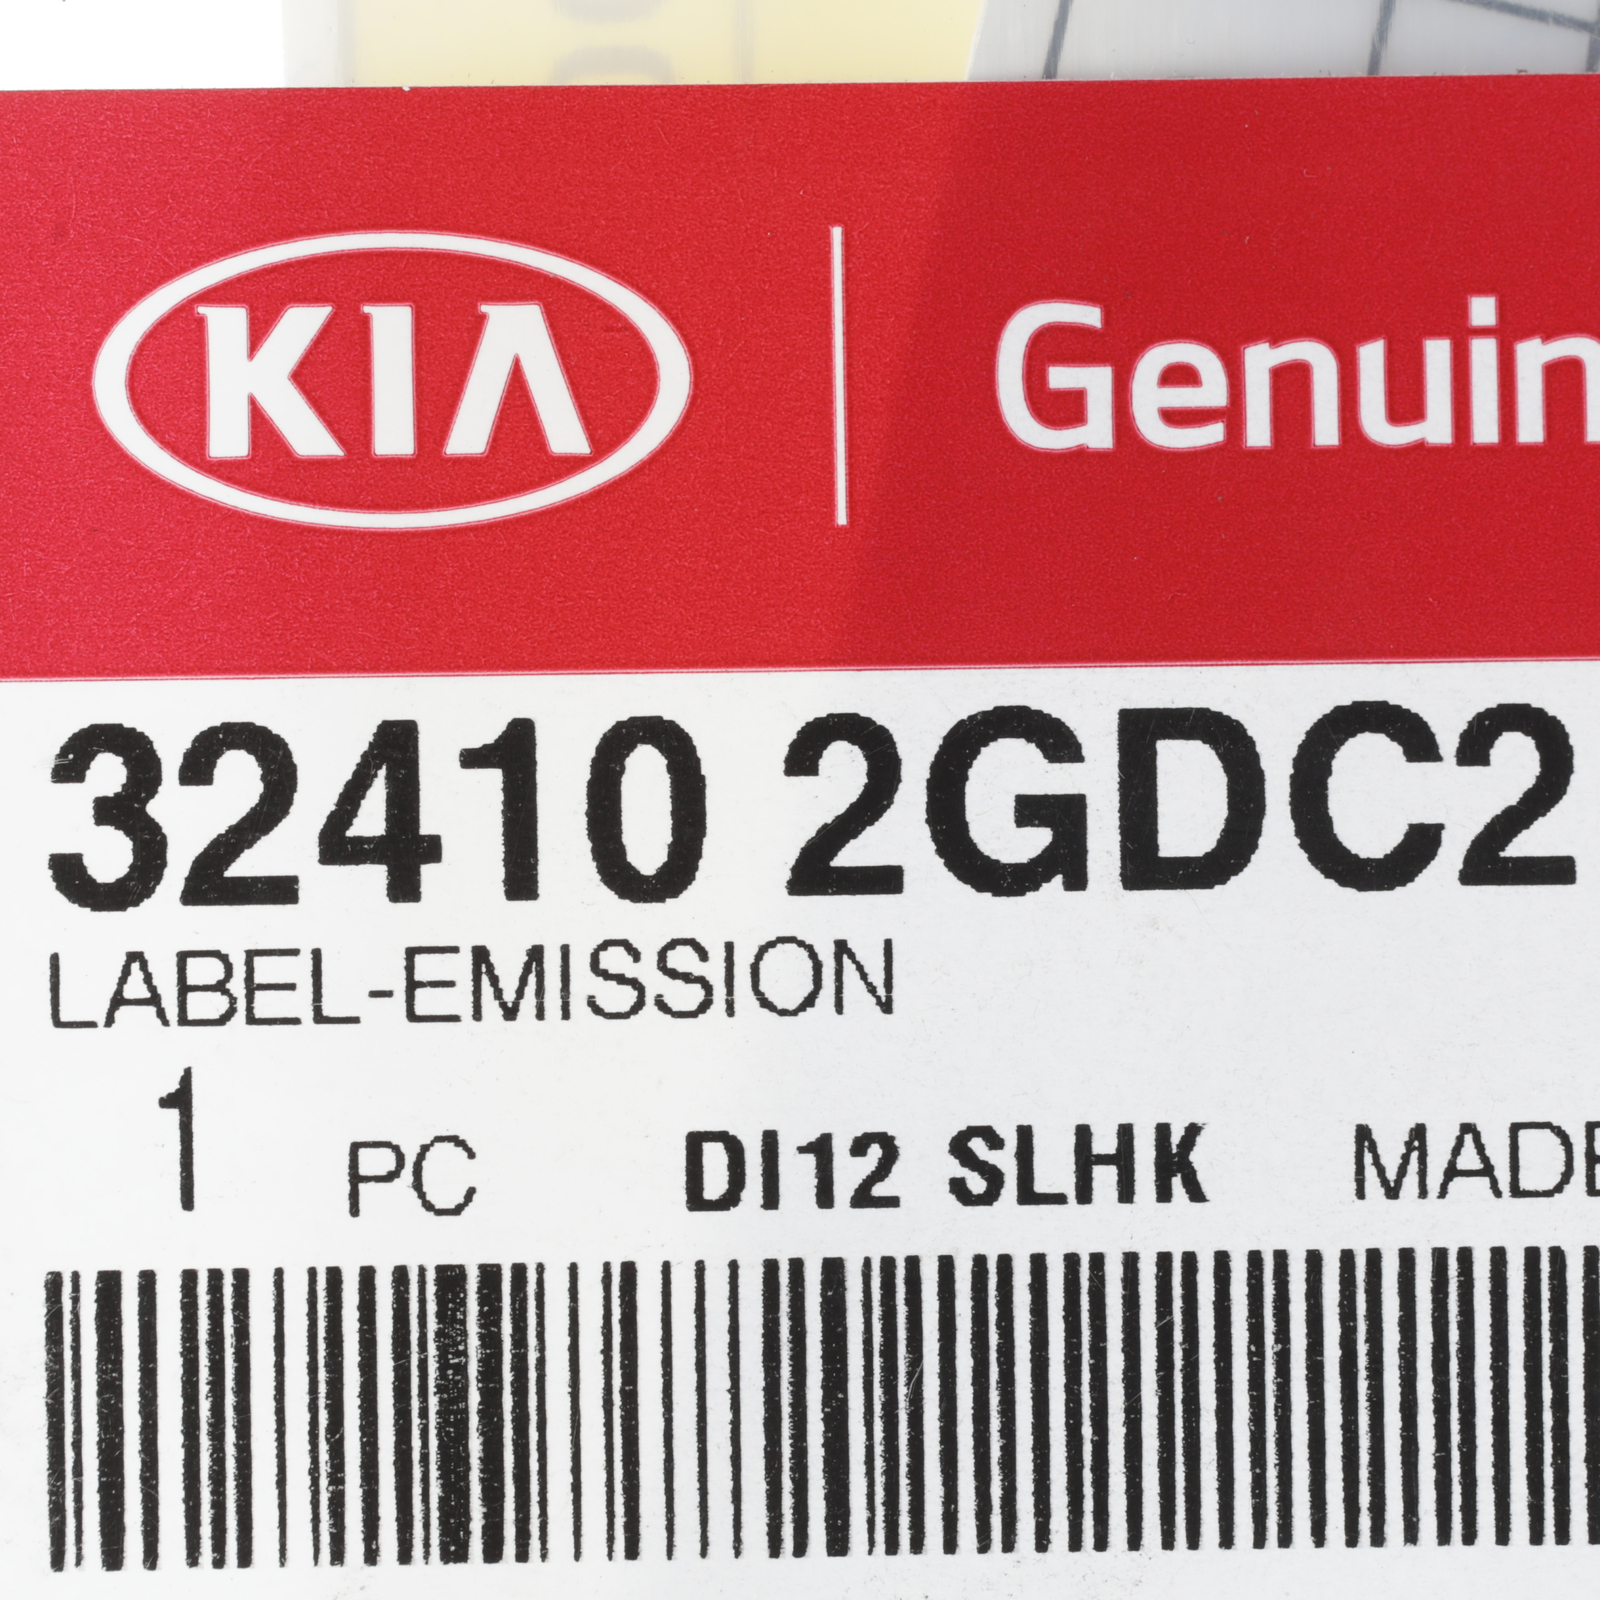 KIA Genuin
32410 2GDC2
LABEL-EMISSION
1 PC DI12 SLHK MADE